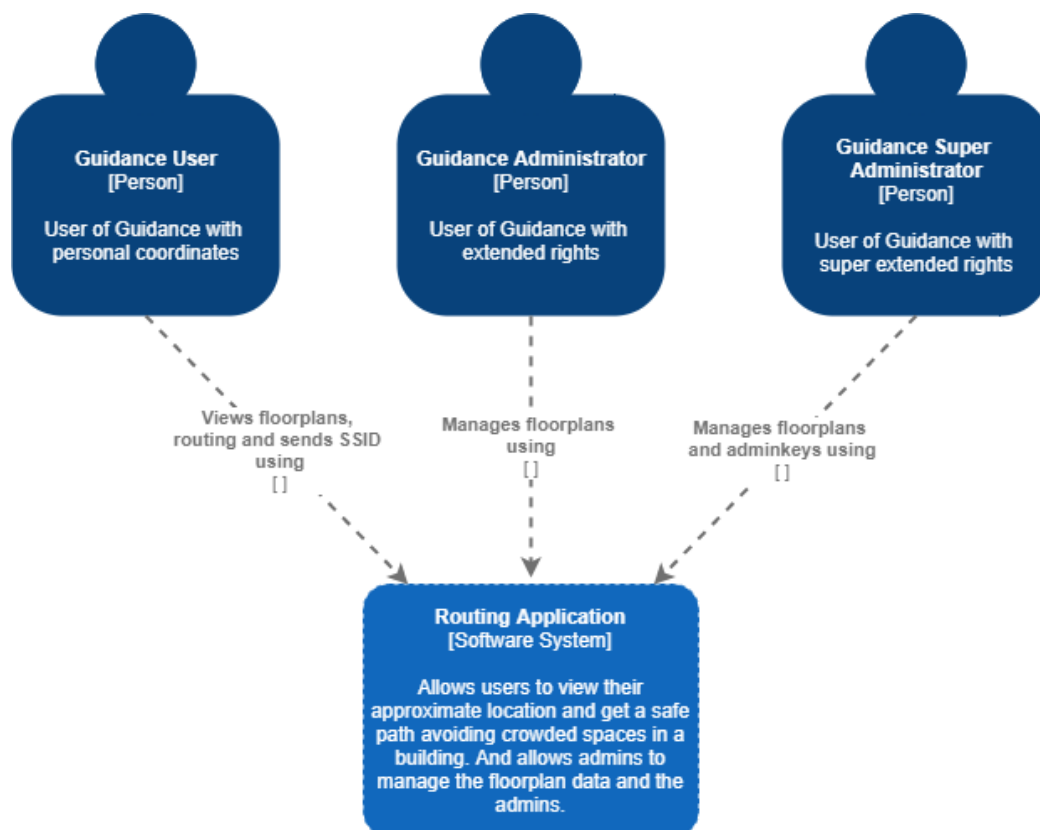 Guidance User
[Person]
User of Guidance with
personal coordinates
Guidance Administrator
[Person]
User of Guidance with
extended rights
Guidance Super
Administrator
[Person]
User of Guidance with
super extended rights
Views floorplans,
routing and sends SSID
using
[ ]
Manages floorplans
using
[ ]
Manages floorplans
and adminkeys using
[ ]
Routing Application
[Software System]
Allows users to view their
approximate location and get a safe
path avoiding crowded spaces in a
building. And allows admins to
manage the floorplan data and the
admins.